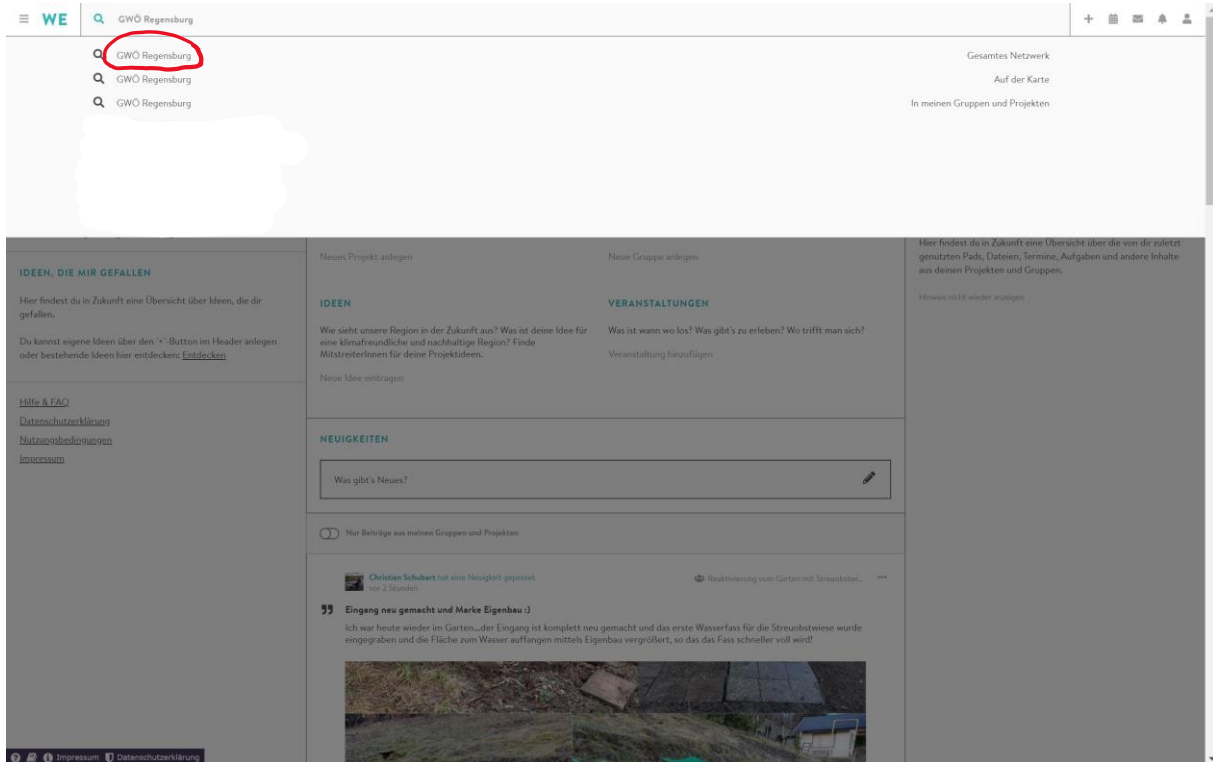 WE GWÖ Regensburg
GWÖ Regensburg Gesamtes Netzwerk
GWÖ Regensburg Auf der Karte
GWÖ Regensburg In meinen Gruppen und Projekten
IDEEN, DIE MIR GEFALLEN
Hier findest du in Zukunft eine Übersicht über Ideen, die dir
gefallen.
Du kannst eigene Ideen über den '+'-Button im Header anlegen
oder bestehende Ideen hier entdecken: Entdecken
Hilfe & FAQ
Datenschutzerklärung
Nutzungsbedingungen
Impressum
Neues Projekt anlegen
Neue Gruppe anlegen
IDEEN
Wie sieht unsere Region in der Zukunft aus? Was ist deine Idee für
eine klimafreundliche und nachhaltige Region? Finde
MitstreiterInnen für deine Projektideen.
Neue Idee eintragen
VERANSTALTUNGEN
Was ist wann wo los? Was gibt's zu erleben? Wo trifft man sich?
Veranstaltung hinzufügen
NEUIGKEITEN
Was gibt's Neues?
Nur Beiträge aus meinen Gruppen und Projekten
Christian Schubert hat eine Neuigkeit gepostet
vor 2 Stunden
Reaktivierung vom Garten mit Streuobstwi...
Eingang neu gemacht und Marke Eigenbau :)
Ich war heute wieder im Garten...der Eingang ist komplett neu gemacht und das erste Wasserfass für die Streuobstwiese wurde
eingegraben und die Fläche zum Wasser auffangen mittels Eigenbau vergrößert, so das das Fass schneller voll wird!
Hier findest du in Zukunft eine Übersicht über die von dir zuletzt
genutzten Pads, Dateien, Termine, Aufgaben und andere Inhalte
aus deinen Projekten und Gruppen.
Hinweis nicht wieder anzeigen
Impressum Datenschutzerklärung